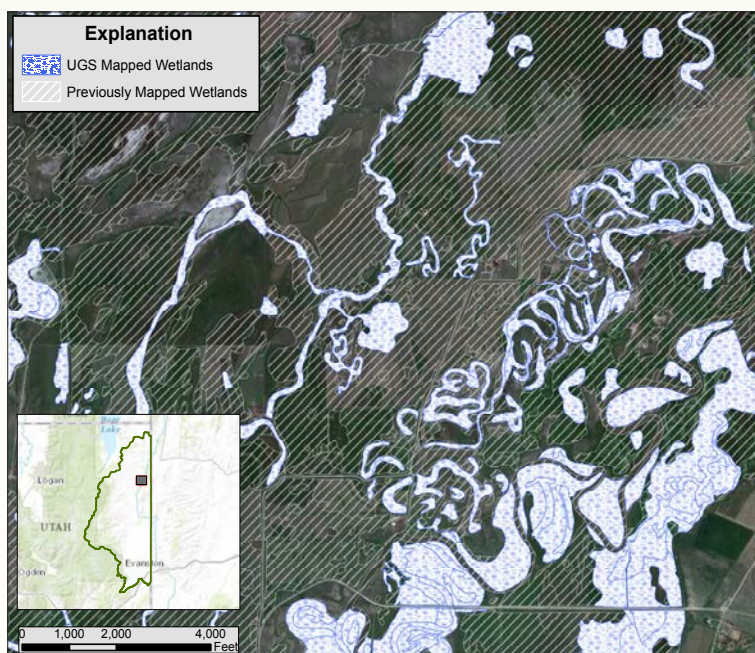 Explanation
UGS Mapped Wetlands
Previously Mapped Wetlands
Bear
Lake
Logan
UTAH
Evanston
Ogden
0 1,000 2,000 4,000
Feet